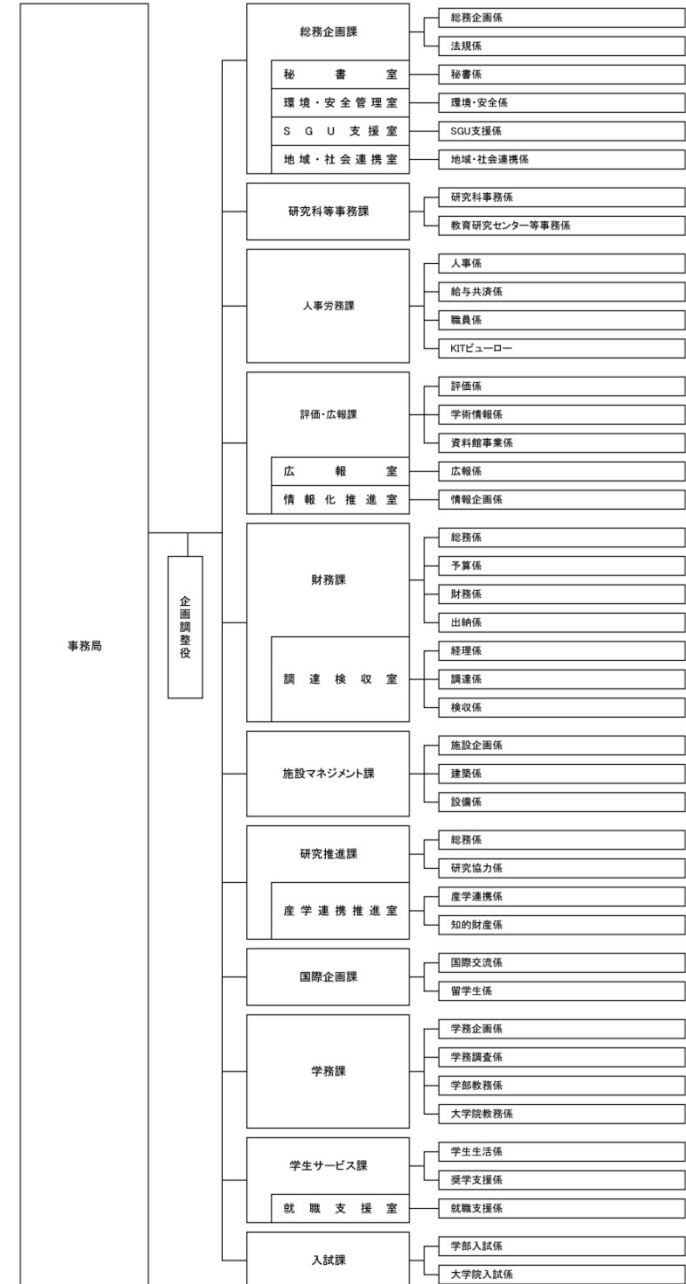 事務局
企画調整役
総務企画課
総務企画係
法規係
秘書室
秘書係
環境・安全管理室
環境・安全係
SGU支援室
SGU支援係
地域・社会連携室
地域・社会連携係
研究科等事務課
研究科事務係
教育研究センター等事務係
人事労務課
人事係
給与共済係
職員係
KITビューロー
評価・広報課
評価係
学術情報係
資料館事業係
広報室
広報係
情報化推進室
情報企画係
財務課
総務係
予算係
財務係
出納係
調達検収室
経理係
調達係
検収係
施設マネジメント課
施設企画係
建築係
設備係
研究推進課
総務係
研究協力係
産学連携推進室
産学連携係
知的財産係
国際企画課
国際交流係
留学生係
学務課
学務企画係
学務調査係
学部教務係
大学院教務係
学生サービス課
学生生活係
奨学支援係
就職支援室
就職支援係
入試課
学部入試係
大学院入試係